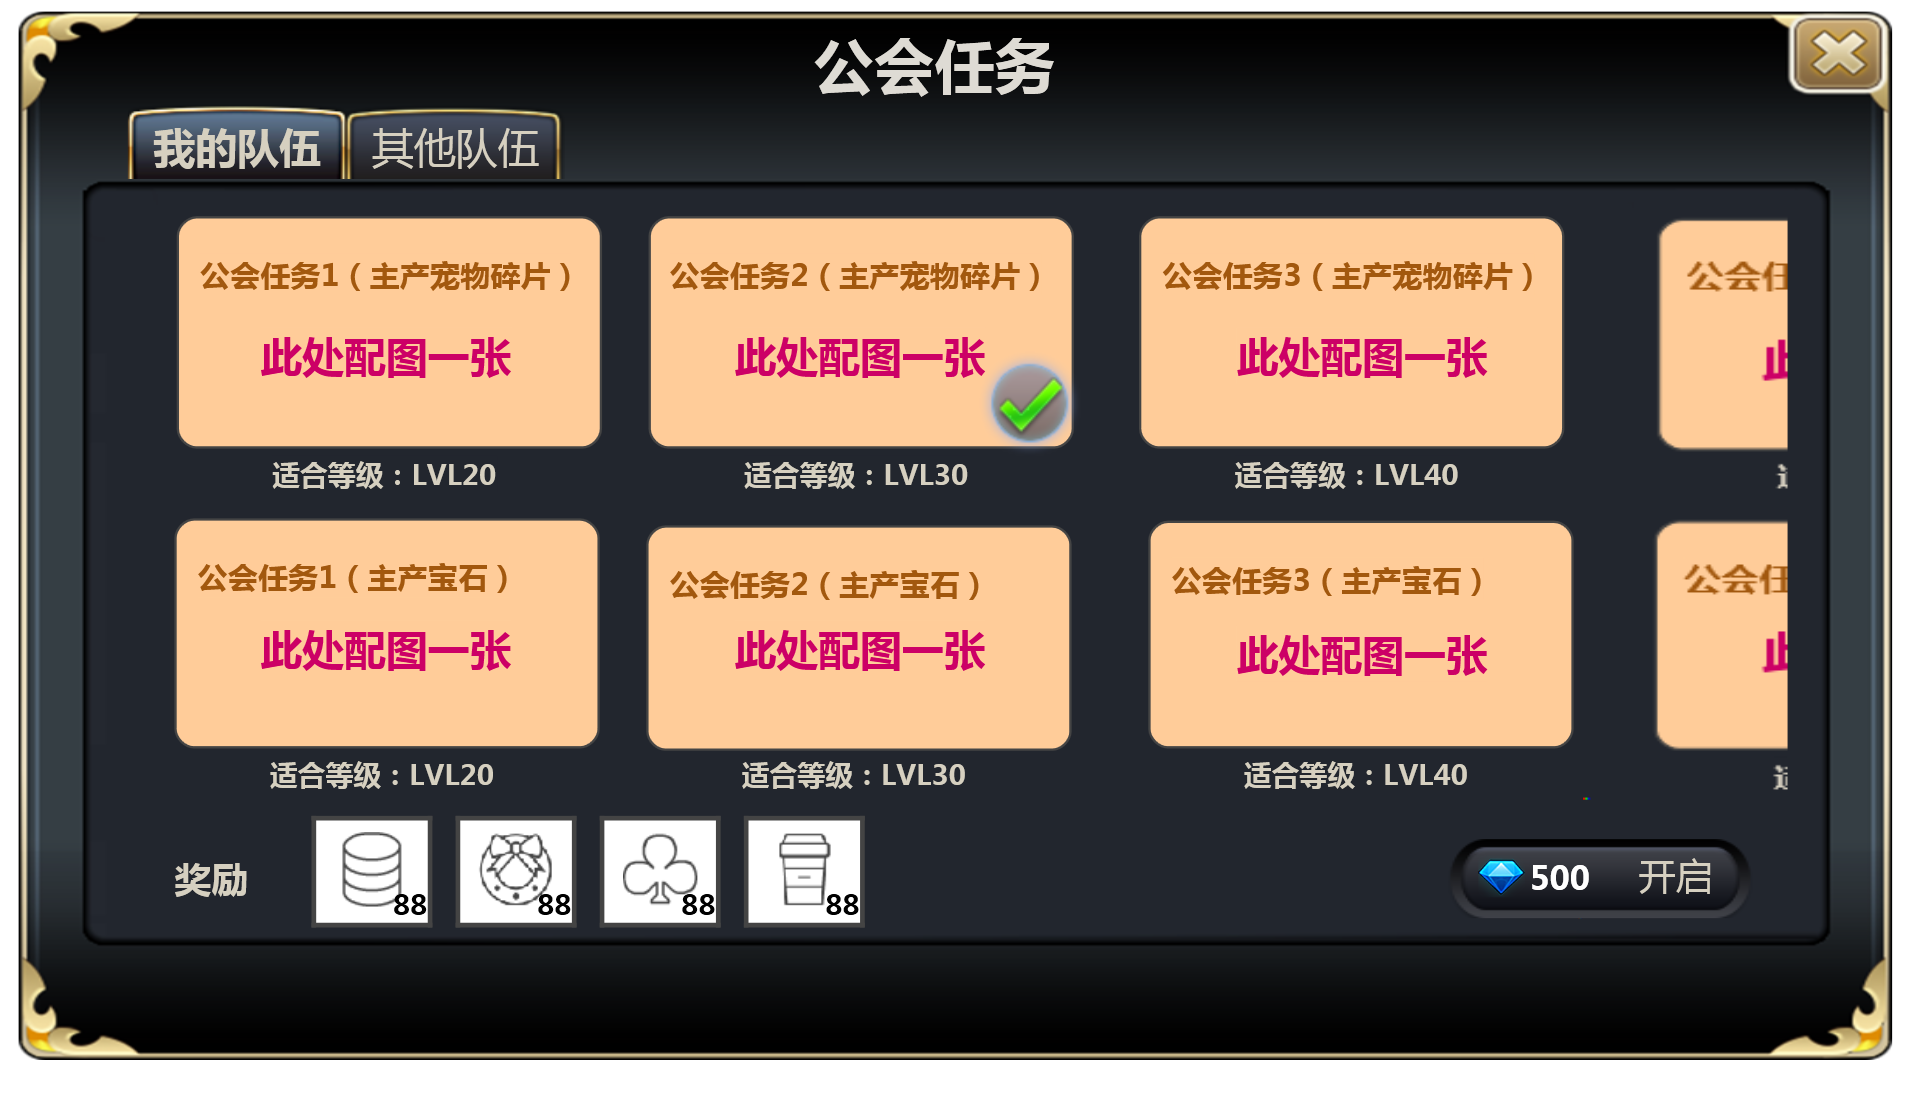 公会任务
我的队伍 其他队伍
公会任务1（主产宠物碎片） 公会任务2（主产宠物碎片） 公会任务3（主产宠物碎片） 公会任
此处配图一张 此处配图一张 此处配图一张 此
适合等级：LVL20 适合等级：LVL30 适合等级：LVL40
公会任务1（主产宝石） 公会任务2（主产宝石） 公会任务3（主产宝石） 公会任
此处配图一张 此处配图一张 此处配图一张 此
适合等级：LVL20 适合等级：LVL30 适合等级：LVL40
奖励 88 88 88 88 500 开启